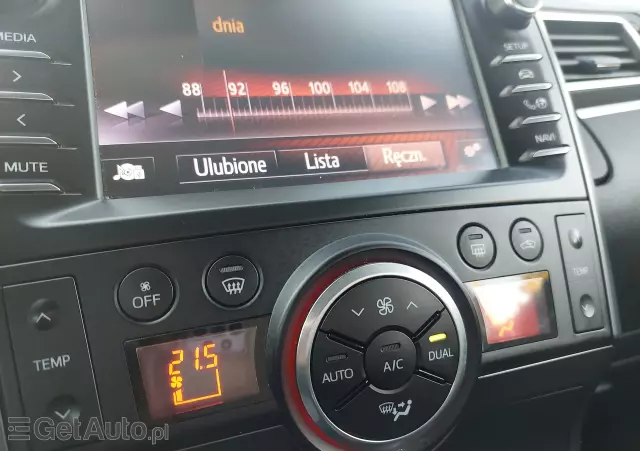 MEDIA
dnia
SETUP
88 92 96 100 104 108
NAVI
MUTE
Ulubione Lista Ręczn.
OFF
TEMP
TEMP
21.5
DUAL
AUTO
A/C
GetAuto.pl